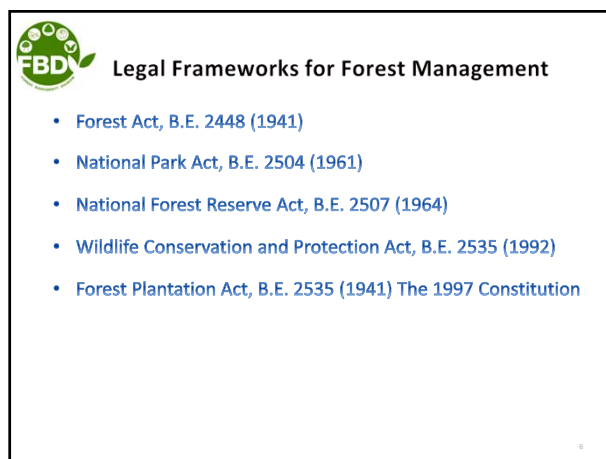 FBD
Legal Frameworks for Forest Management
• Forest Act, B.E. 2448 (1941)
• National Park Act, B.E. 2504 (1961)
• National Forest Reserve Act, B.E. 2507 (1964)
• Wildlife Conservation and Protection Act, B.E. 2535 (1992)
• Forest Plantation Act, B.E. 2535 (1941) The 1997 Constitution
6